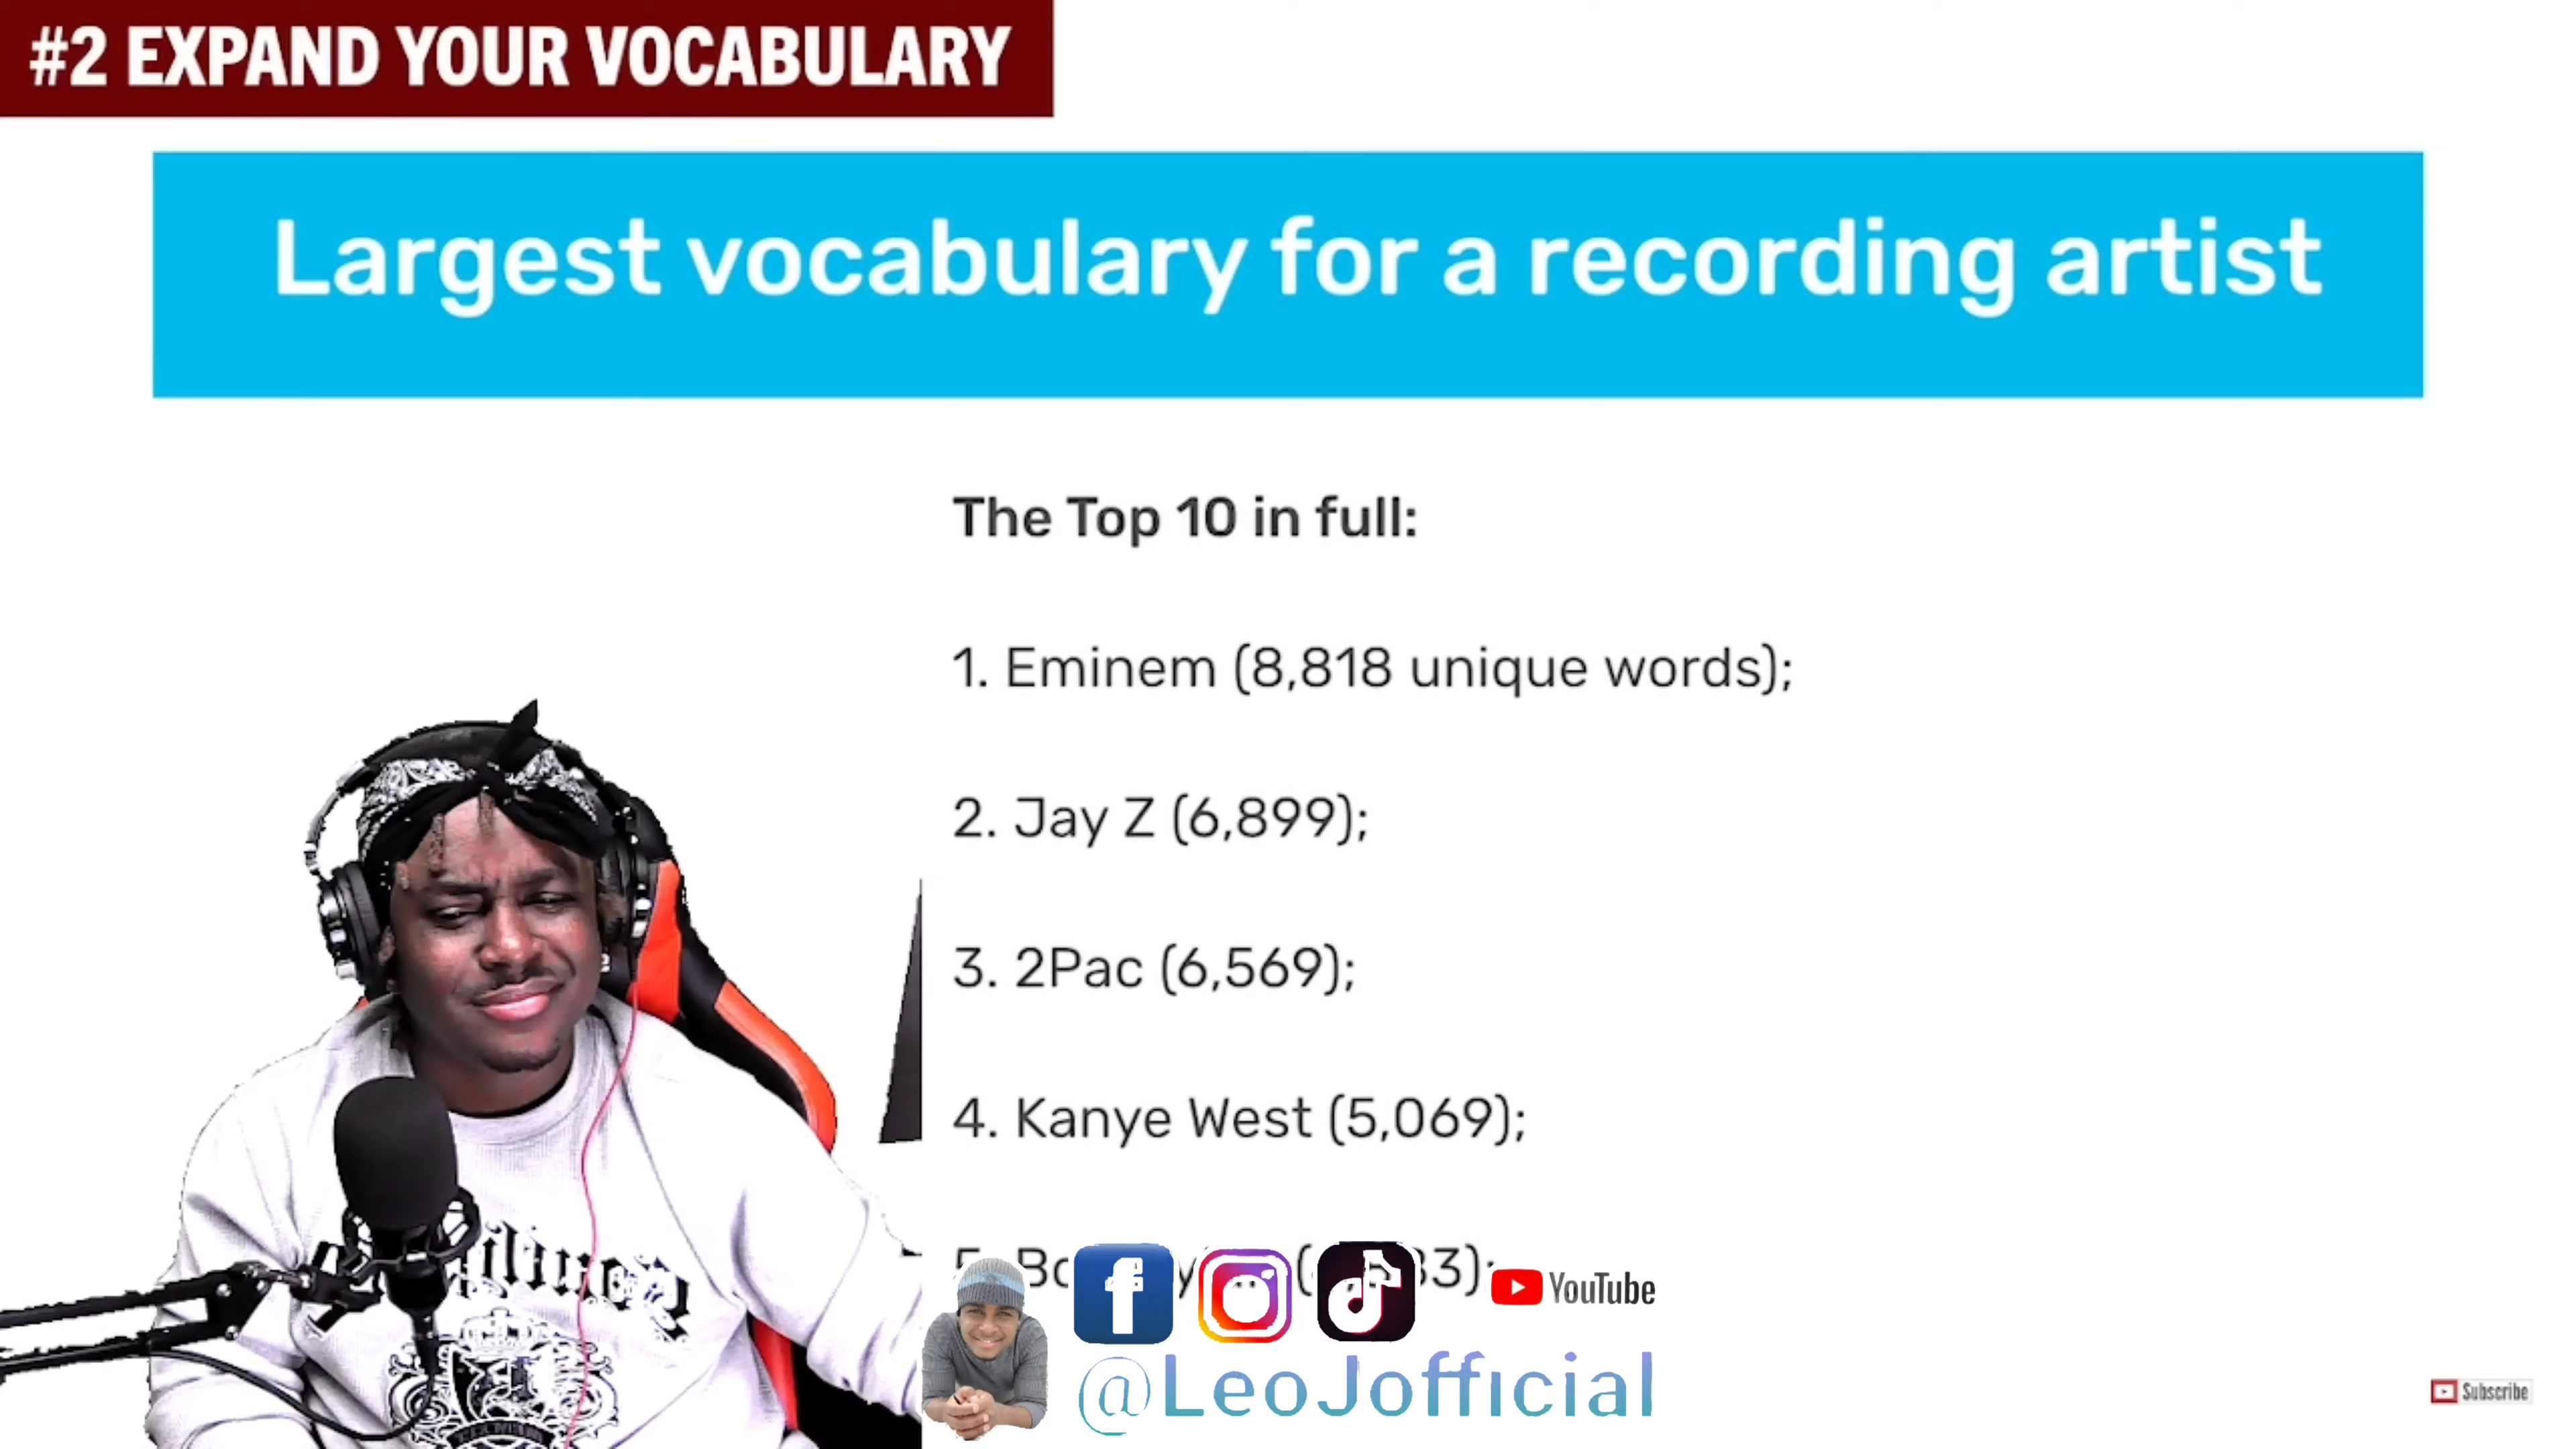 #2 EXPAND YOUR VOCABULARY
Largest vocabulary for a recording artist
The Top 10 in full:
1. Eminem (8,818 unique words);
2. Jay Z (6,899);
3. 2Pac (6,569);
4. Kanye West (5,069);
5.
YouTube
@LeoJofficial
Subscribe